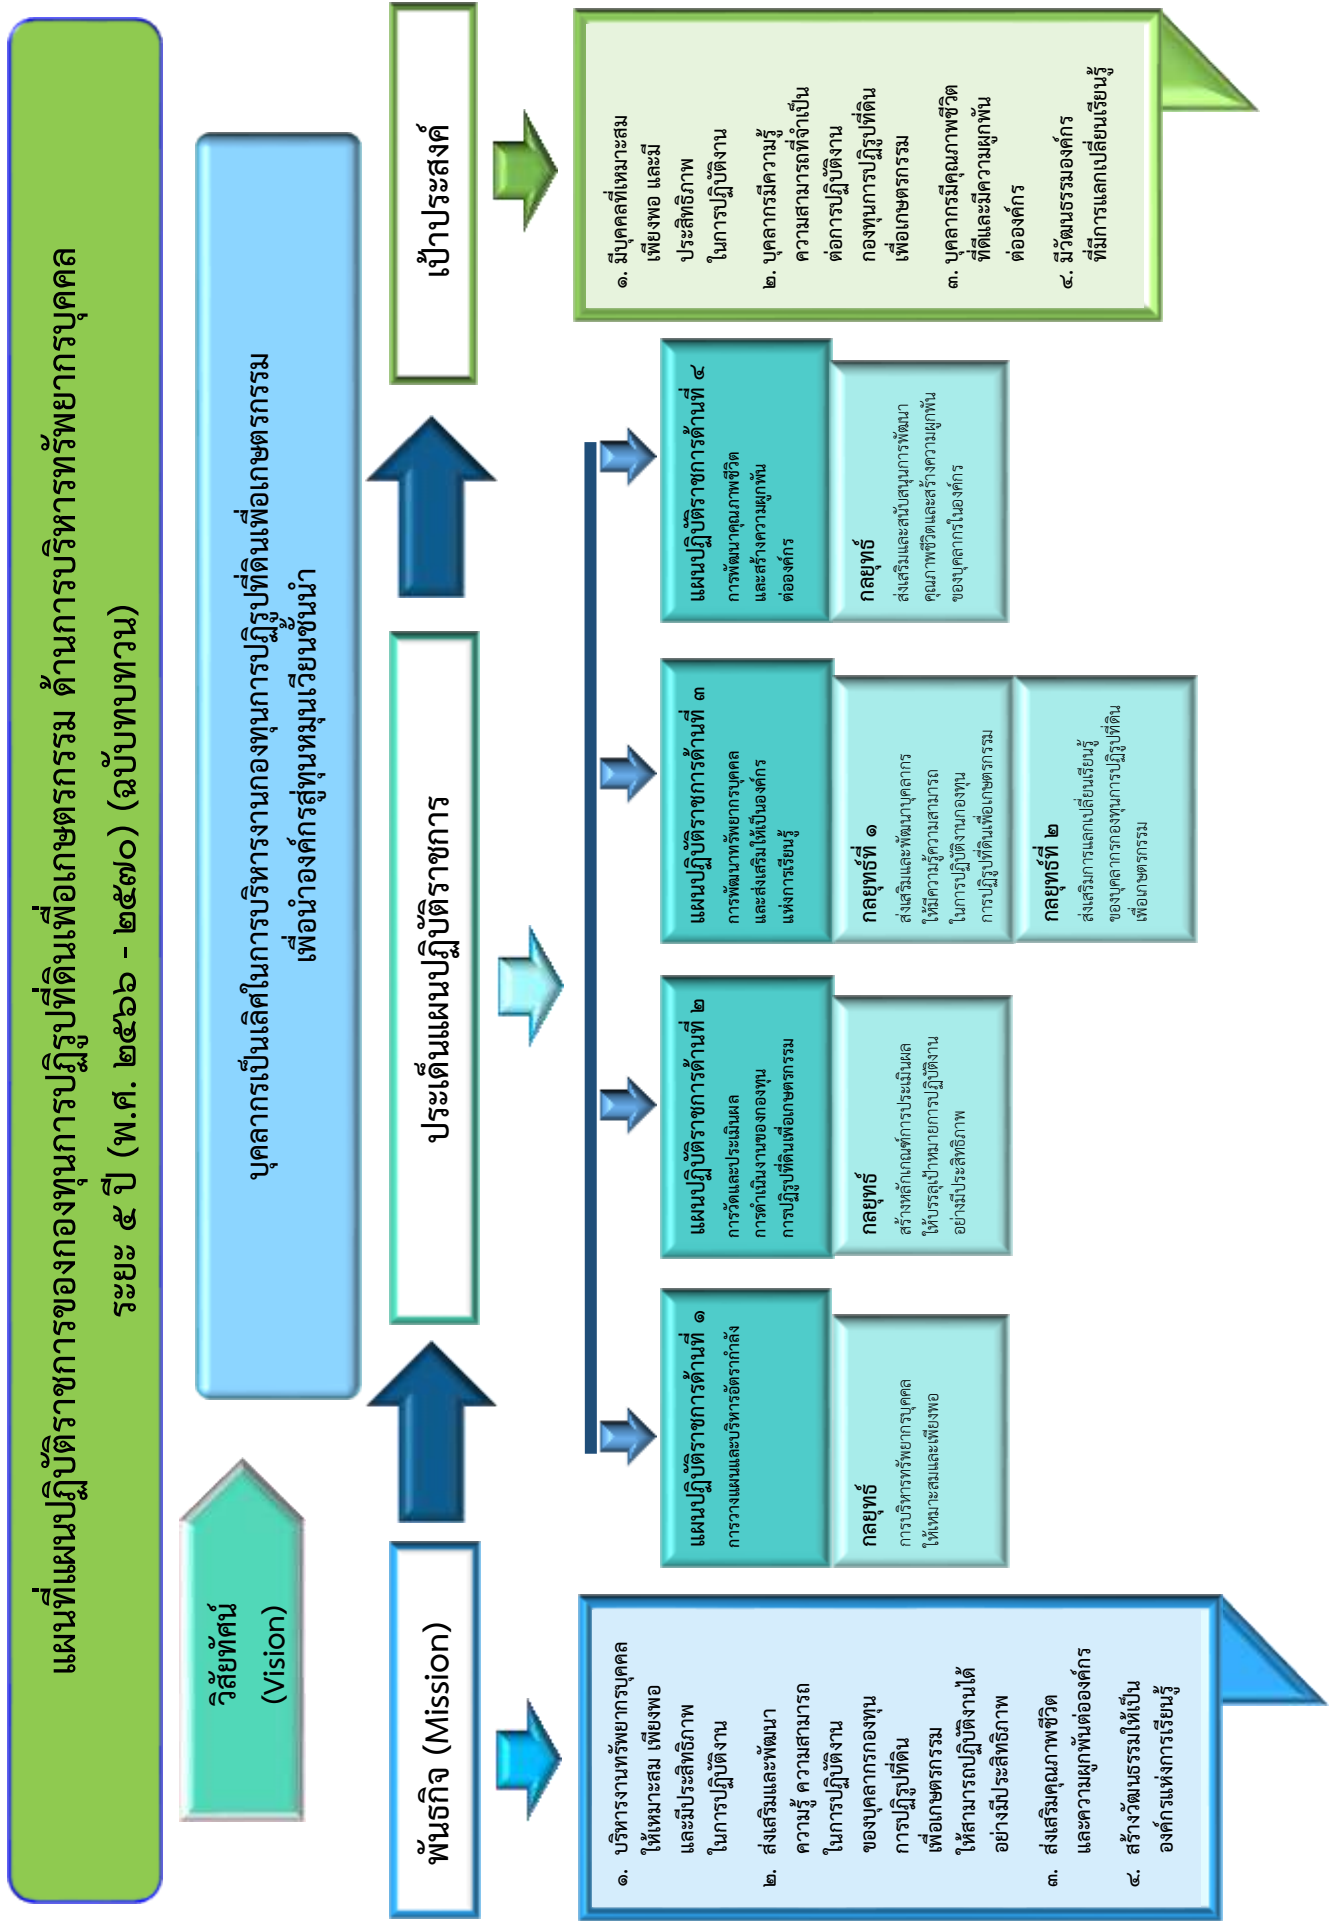 แผนที่แผนปฏิบัติราชการของกองทุนการปฏิรูปที่ดินเพื่อเกษตรกรรม ด้านการบริหารทรัพยากรบุคคล
ระยะ ๕ ปี (พ.ศ. ๒๕๖๖ - ๒๕๗๐) (ฉบับทบทวน)
วิสัยทัศน์
(Vision)
บุคลากรเป็นเลิศในการบริหารงานกองทุนการปฏิรูปที่ดินเพื่อเกษตรกรรม
เพื่อนำองค์กรสู่ทุนหมุนเวียนชั้นนำ
พันธกิจ (Mission)
ประเด็นแผนปฏิบัติราชการ
เป้าประสงค์
๑. บริหารงานทรัพยากรบุคคล
ให้เหมาะสม เพียงพอ
และมีประสิทธิภาพ
ในการปฏิบัติงาน
๒. ส่งเสริมและพัฒนา
ความรู้ ความสามารถ
ในการปฏิบัติงาน
ของบุคลากรกองทุน
การปฏิรูปที่ดิน
เพื่อเกษตรกรรม
ให้สามารถปฏิบัติงานได้
อย่างมีประสิทธิภาพ
๓. ส่งเสริมคุณภาพชีวิต
และความผูกพันต่อองค์กร
๔. สร้างวัฒนธรรมให้เป็น
องค์กรแห่งการเรียนรู้
แผนปฏิบัติราชการด้านที่ ๑
การวางแผนและบริหารอัตรากำลัง
กลยุทธ์
การบริหารทรัพยากรบุคคล
ให้เหมาะสมและเพียงพอ
แผนปฏิบัติราชการด้านที่ ๒
การวัดและประเมินผล
การดำเนินงานของกองทุน
การปฏิรูปที่ดินเพื่อเกษตรกรรม
กลยุทธ์
สร้างหลักเกณฑ์การประเมินผล
ให้บรรลุเป้าหมายการปฏิบัติงาน
อย่างมีประสิทธิภาพ
แผนปฏิบัติราชการด้านที่ ๓
การพัฒนาทรัพยากรบุคคล
และส่งเสริมให้เป็นองค์กร
แห่งการเรียนรู้
กลยุทธ์ที่ ๑
ส่งเสริมและพัฒนาบุคลากร
ให้มีความรู้ความสามารถ
ในการปฏิบัติงานกองทุน
การปฏิรูปที่ดินเพื่อเกษตรกรรม
กลยุทธ์ที่ ๒
ส่งเสริมการแลกเปลี่ยนเรียนรู้
ของบุคลากรกองทุนการปฏิรูปที่ดิน
เพื่อเกษตรกรรม
แผนปฏิบัติราชการด้านที่ ๔
การพัฒนาคุณภาพชีวิต
และสร้างความผูกพัน
ต่อองค์กร
กลยุทธ์
ส่งเสริมและสนับสนุนการพัฒนา
คุณภาพชีวิตและสร้างความผูกพัน
ของบุคลากรในองค์กร
๑. มีบุคคลที่เหมาะสม
เพียงพอ และมี
ประสิทธิภาพ
ในการปฏิบัติงาน
๒. บุคลากรมีความรู้
ความสามารถที่จำเป็น
ต่อการปฏิบัติงาน
กองทุนการปฏิรูปที่ดิน
เพื่อเกษตรกรรม
๓. บุคลากรมีคุณภาพชีวิต
ที่ดีและมีความผูกพัน
ต่อองค์กร
๔. มีวัฒนธรรมองค์กร
ที่มีการแลกเปลี่ยนเรียนรู้